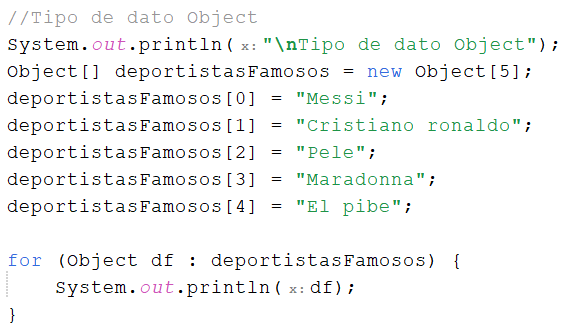 //Tipo de dato Object
System.out.println( x: "\nTipo de dato Object");
Object[] deportistasFamosos = new Object[5];
deportistasFamosos[0] = "Messi";
deportistasFamosos[1] = "Cristiano ronaldo";
deportistasFamosos[2] = "Pele";
deportistasFamosos[3] = "Maradonna";
deportistasFamosos[4] = "El pibe";
for (Object df : deportistasFamosos) {
System.out.println( x: df);
}